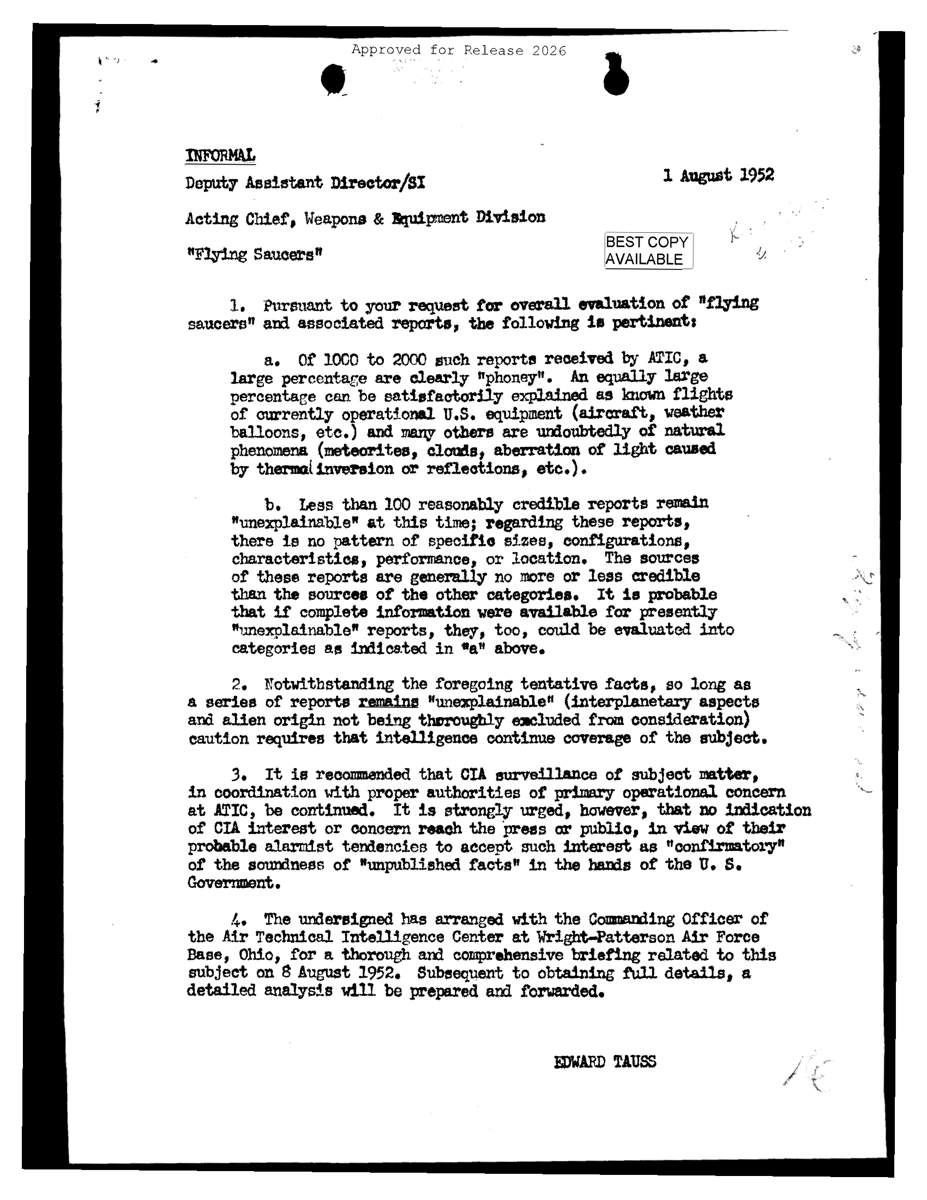 Approved for Release 2026
INFORMAL
Deputy Assistant Director/SI
1 August 1952
Acting Chief, Weapons & Equipment Division
BEST COPY
AVAILABLE
"Flying Saucers"
1. Pursuant to your request for overall evaluation of "flying
saucers" and associated reports, the following is pertinent:
a. Of 1000 to 2000 such reports received by ATIC, a
large percentage are clearly "phoney". An equally large
percentage can be satisfactorily explained as known flights
of currently operational U.S. equipment (aircraft, weather
balloons, etc.) and many others are undoubtedly of natural
phenomena (meteorites, clouds, aberration of light caused
by thermal inversion or reflections, etc.).
b. Less than 100 reasonably credible reports remain
"unexplainable" at this time; regarding these reports,
there is no pattern of specific sizes, configurations,
characteristics, performance, or location. The sources
of these reports are generally no more or less credible
than the sources of the other categories. It is probable
that if complete information were available for presently
"unexplainable" reports, they, too, could be evaluated into
categories as indicated in "a" above.
2. Notwithstanding the foregoing tentative facts, so long as
a series of reports remains "unexplainable" (interplanetary aspects
and alien origin not being thoroughly excluded from consideration)
caution requires that intelligence continue coverage of the subject.
3. It is recommended that CIA surveillance of subject matter,
in coordination with proper authorities of primary operational concern
at ATIC, be continued. It is strongly urged, however, that no indication
of CIA interest or concern reach the press or public, in view of their
probable alarmist tendencies to accept such interest as "confirmatory"
of the soundness of "unpublished facts" in the hands of the U. S.
Government.
4. The undersigned has arranged with the Commanding Officer of
the Air Technical Intelligence Center at Wright-Patterson Air Force
Base, Ohio, for a thorough and comprehensive briefing related to this
subject on 8 August 1952. Subsequent to obtaining full details, a
detailed analysis will be prepared and forwarded.
EDWARD TAUSS